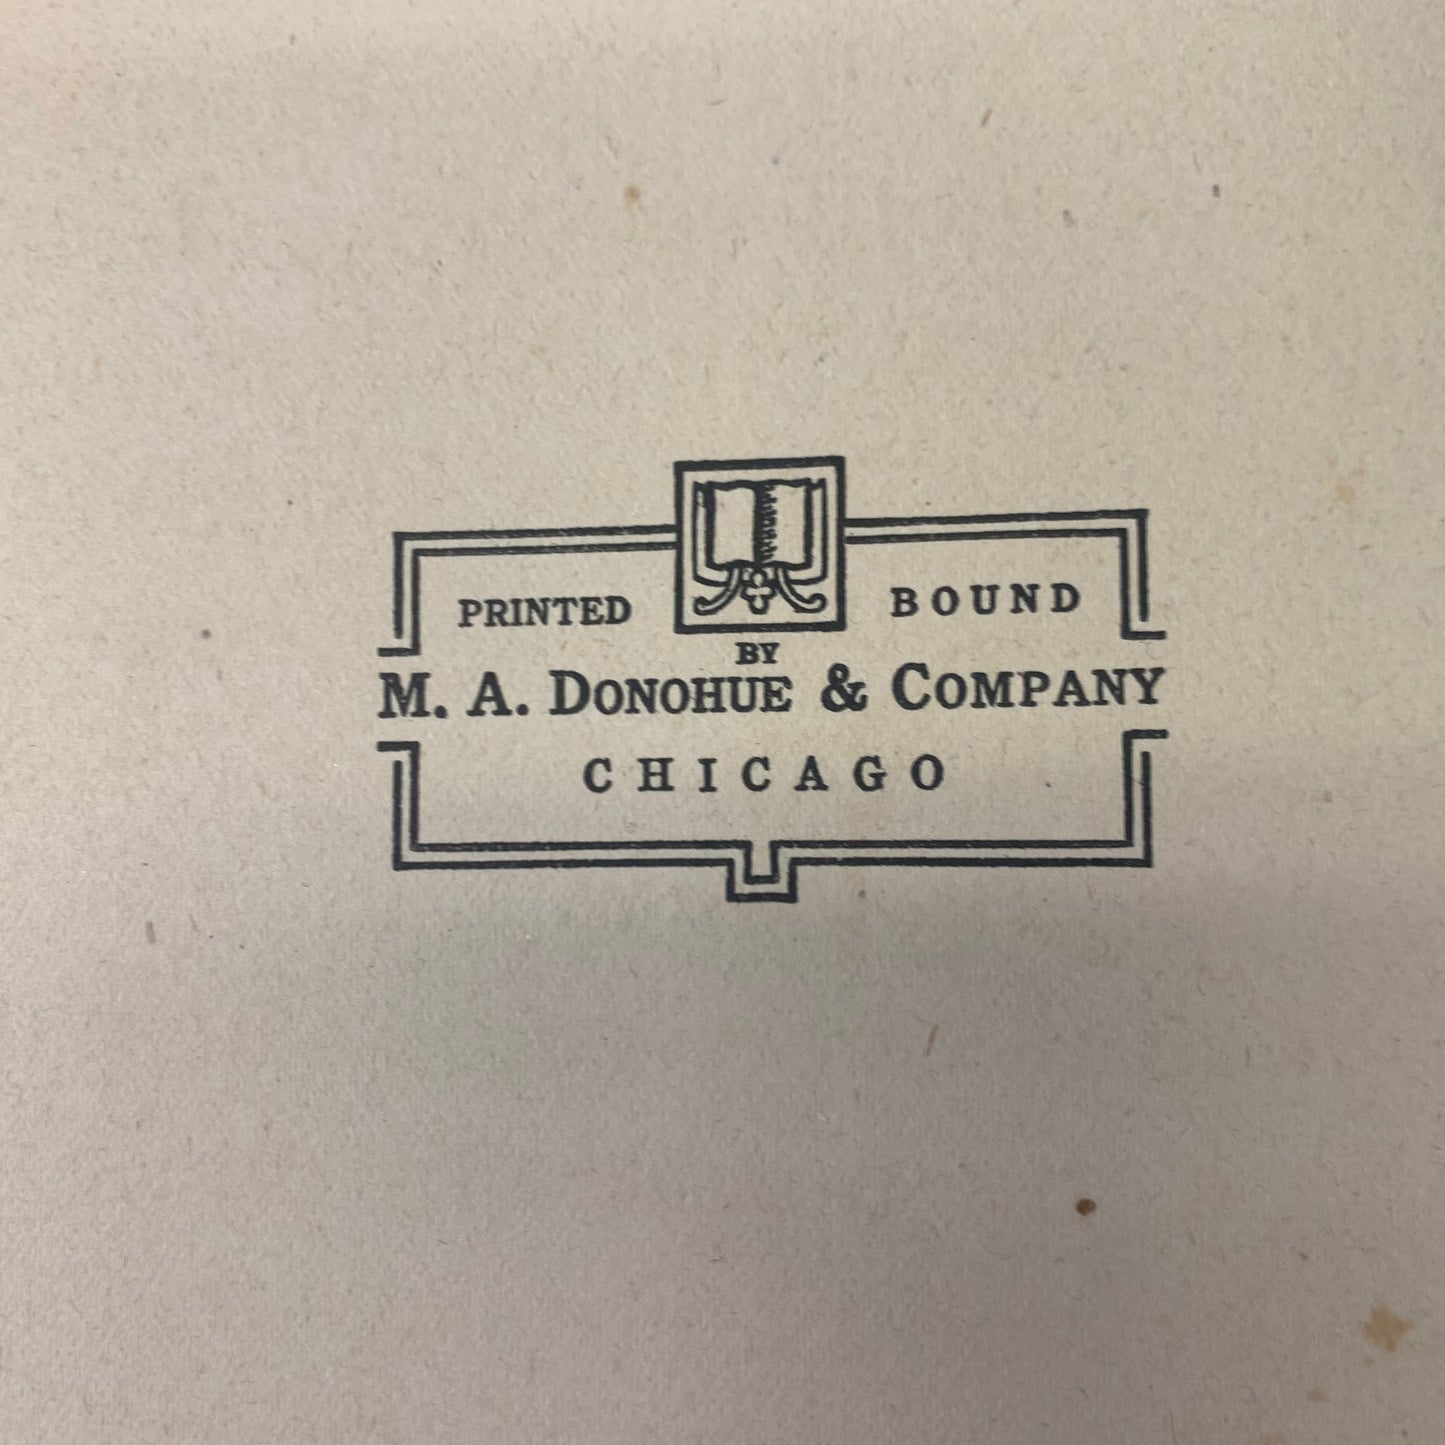 PRINTED BOUND
BY
M. A. DONOHUE & COMPANY
CHICAGO